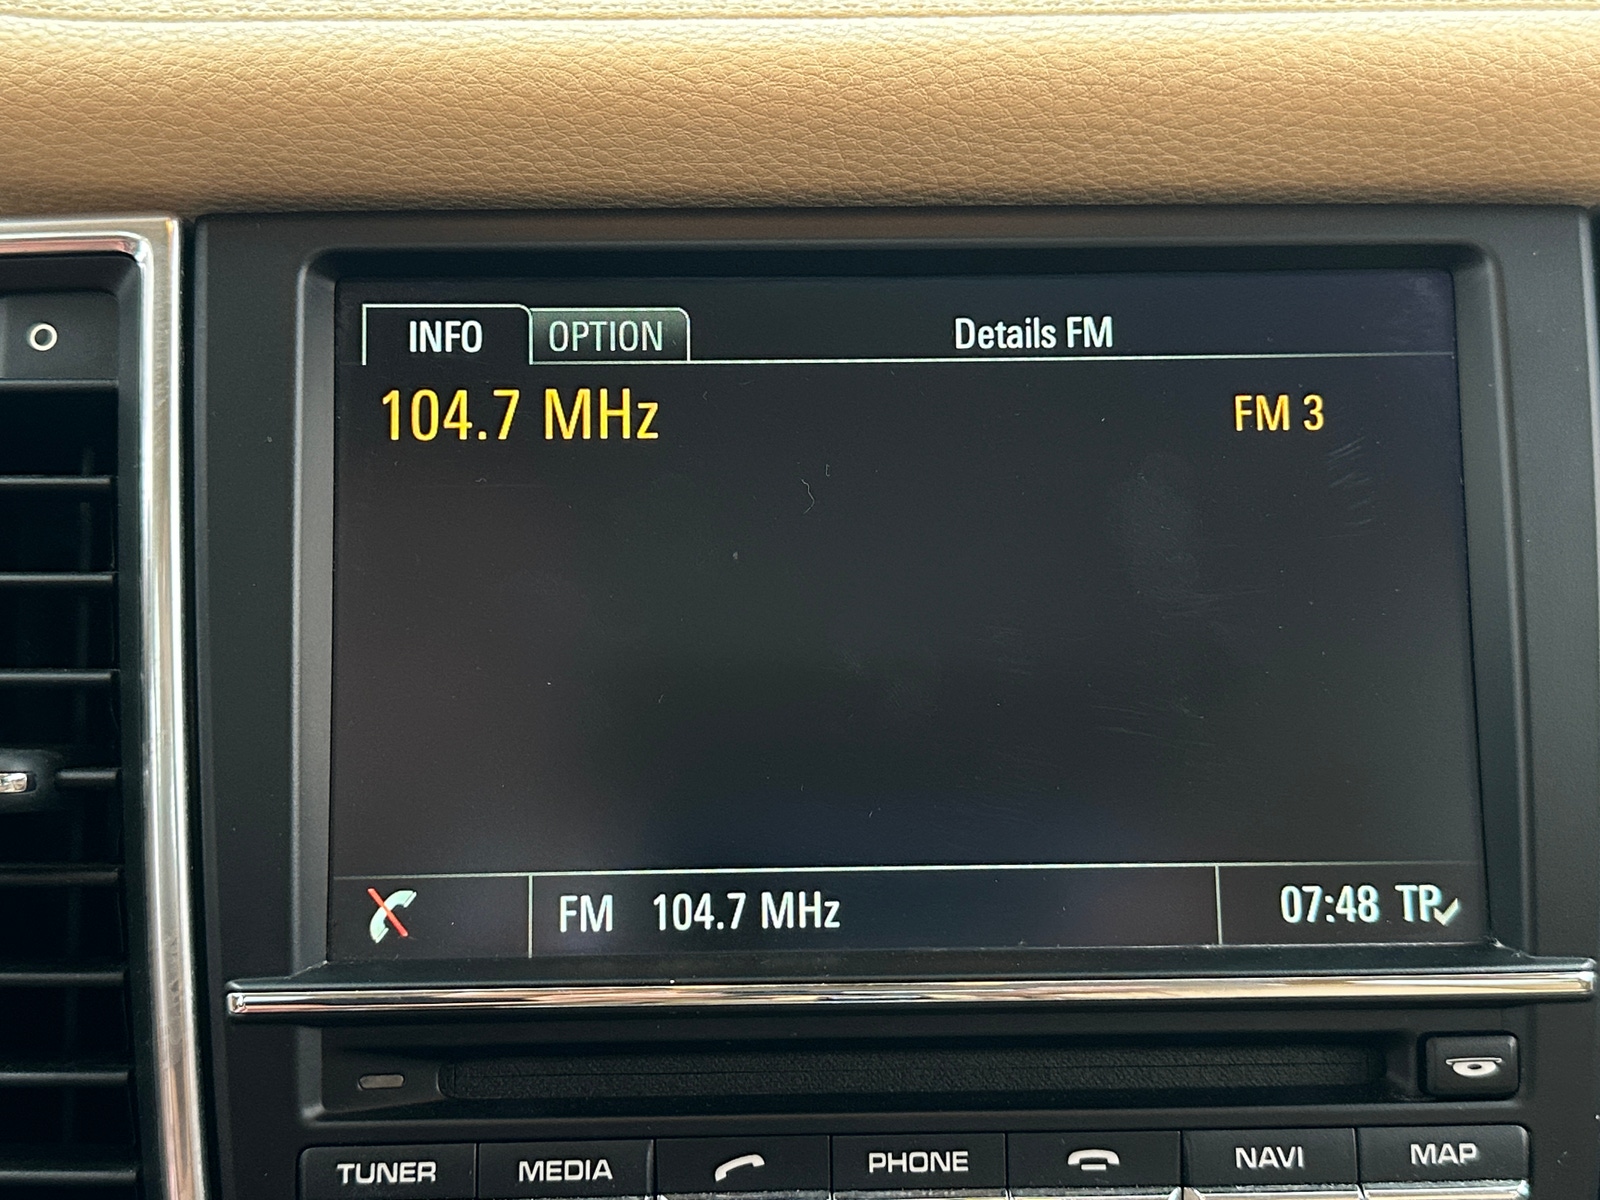 INFO OPTION Details FM
104.7 MHz FM 3
FM 104.7 MHz 07:48 TP
TUNER MEDIA PHONE NAVI MAP